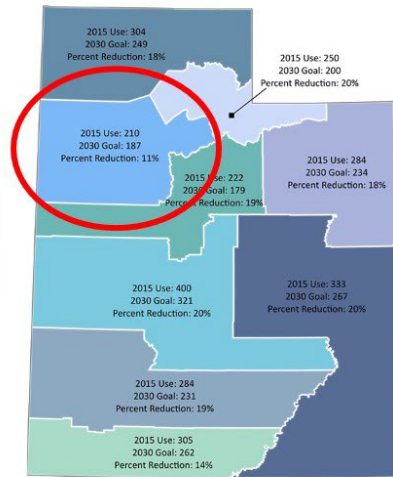 2015 Use: 304
2030 Goal: 249
Percent Reduction: 18%
2015 Use: 250
2030 Goal: 200
Percent Reduction: 20%
2015 Use: 210
2030 Goal: 187
Percent Reduction: 11%
2015 Use: 222
2030 Goal: 179
Percent Reduction: 19%
2015 Use: 284
2030 Goal: 234
Percent Reduction: 18%
2015 Use: 400
2030 Goal: 321
Percent Reduction: 20%
2015 Use: 333
2030 Goal: 267
Percent Reduction: 20%
2015 Use: 284
2030 Goal: 231
Percent Reduction: 19%
2015 Use: 305
2030 Goal: 262
Percent Reduction: 14%